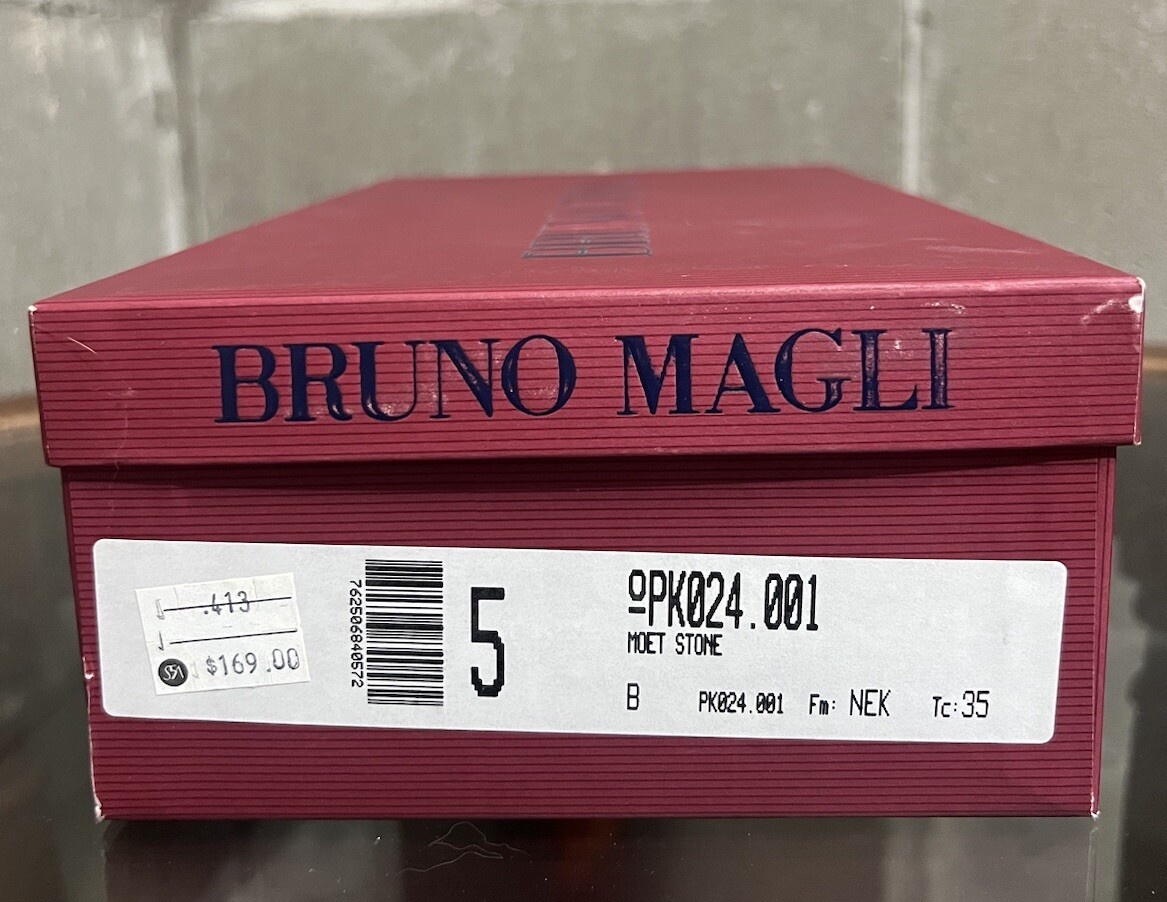 BRUNO MAGLI
.413
$169.00
762506840572
5
ºPK024.001
MOET STONE
B PK024.001 Fm: NEK Tc:35